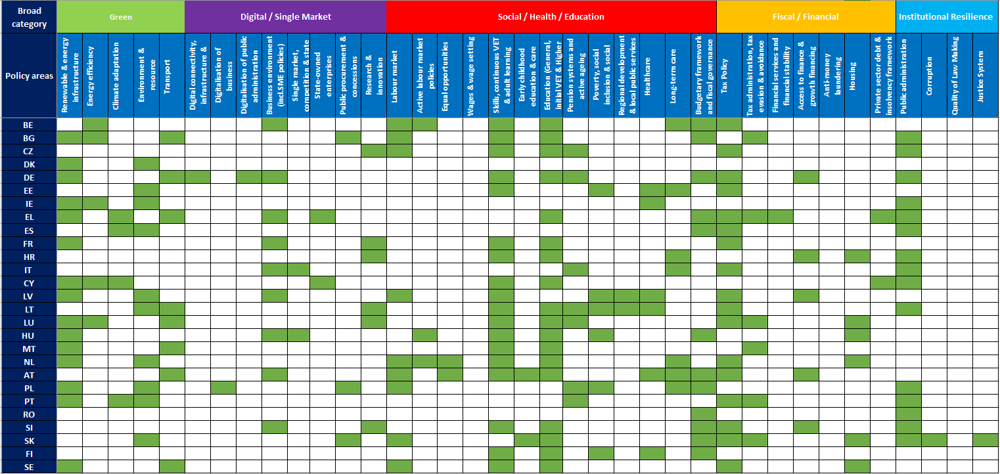 Broad
category
Green
Digital / Single Market
Social / Health / Education
Fiscal / Financial
Institutional Resilience
Policy areas
Renewable & energy
infrastructure
Energy efficiency
Climate adaptation
Environment &
resource
Transport
Digital connectivity,
infrastructure &
Digitalisation of
business
Digitalisation of public
administration
Business environment
(incl.SME policies)
Single market,
competition & state
State-owned
enterprises
Public procurement &
concessions
Research &
innovation
Labour market
Active labour market
policies
Equal opportunities
Wages & wage setting
Skills, continuous VET
& adult learning
Early childhood
education & care
Education (General,
initial VET & higher
Pension systems and
active ageing
Poverty, social
inclusion & social
Regional development
& local public services
Healthcare
Long-term care
Budgetary framework
and fiscal governance
Tax Policy
Tax administration, tax
evasion & avoidance
Financial services and
financial stability
Access to finance &
growth financing
Anti-money
laundering
Housing
Private sector debt &
insolvency framework
Public administration
Corruption
Quality of Law Making
Justice System
BE
BG
CZ
DK
DE
EE
IE
EL
ES
FR
HR
IT
CY
LV
LT
LU
HU
MT
NL
AT
PL
PT
RO
SI
SK
FI
SE